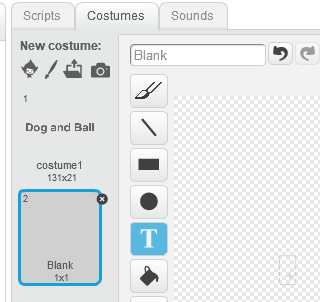 Scripts Costumes Sounds
New costume:
Blank
1
Dog and Ball
costume1
131x21
2
Blank
1x1
T